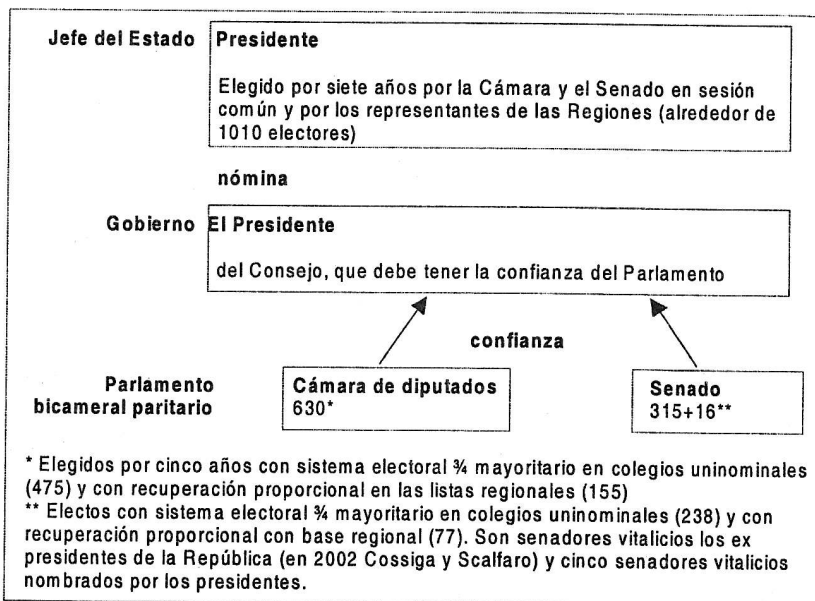 Jefe del Estado Presidente
Elegido por siete años por la Cámara y el Senado en sesión
común y por los representantes de las Regiones (alrededor de
1010 electores)
nómina
Gobierno El Presidente
del Consejo, que debe tener la confianza del Parlamento
confianza
Parlamento
bicameral paritario
Cámara de diputados
630*
Senado
315+16**
* Elegidos por cinco años con sistema electoral ¾ mayoritario en colegios uninominales
(475) y con recuperación proporcional en las listas regionales (155)
** Electos con sistema electoral ¾ mayoritario en colegios uninominales (238) y con
recuperación proporcional con base regional (77). Son senadores vitalicios los ex
presidentes de la República (en 2002 Cossiga y Scalfaro) y cinco senadores vitalicios
nombrados por los presidentes.